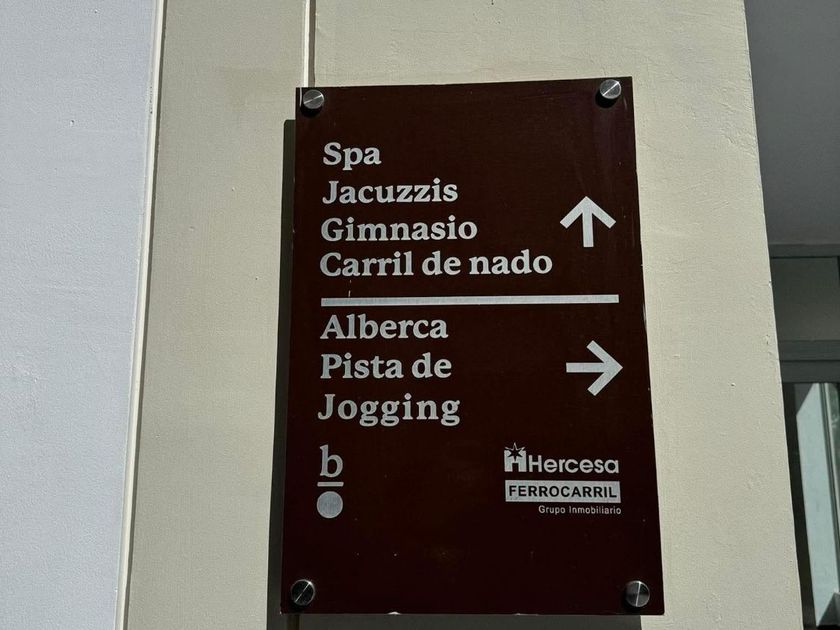 Spa
Jacuzzis
Gimnasio
Carril de nado
Alberca
Pista de
Jogging
b
Hercesa
FERROCARRIL
Grupo Inmobiliario